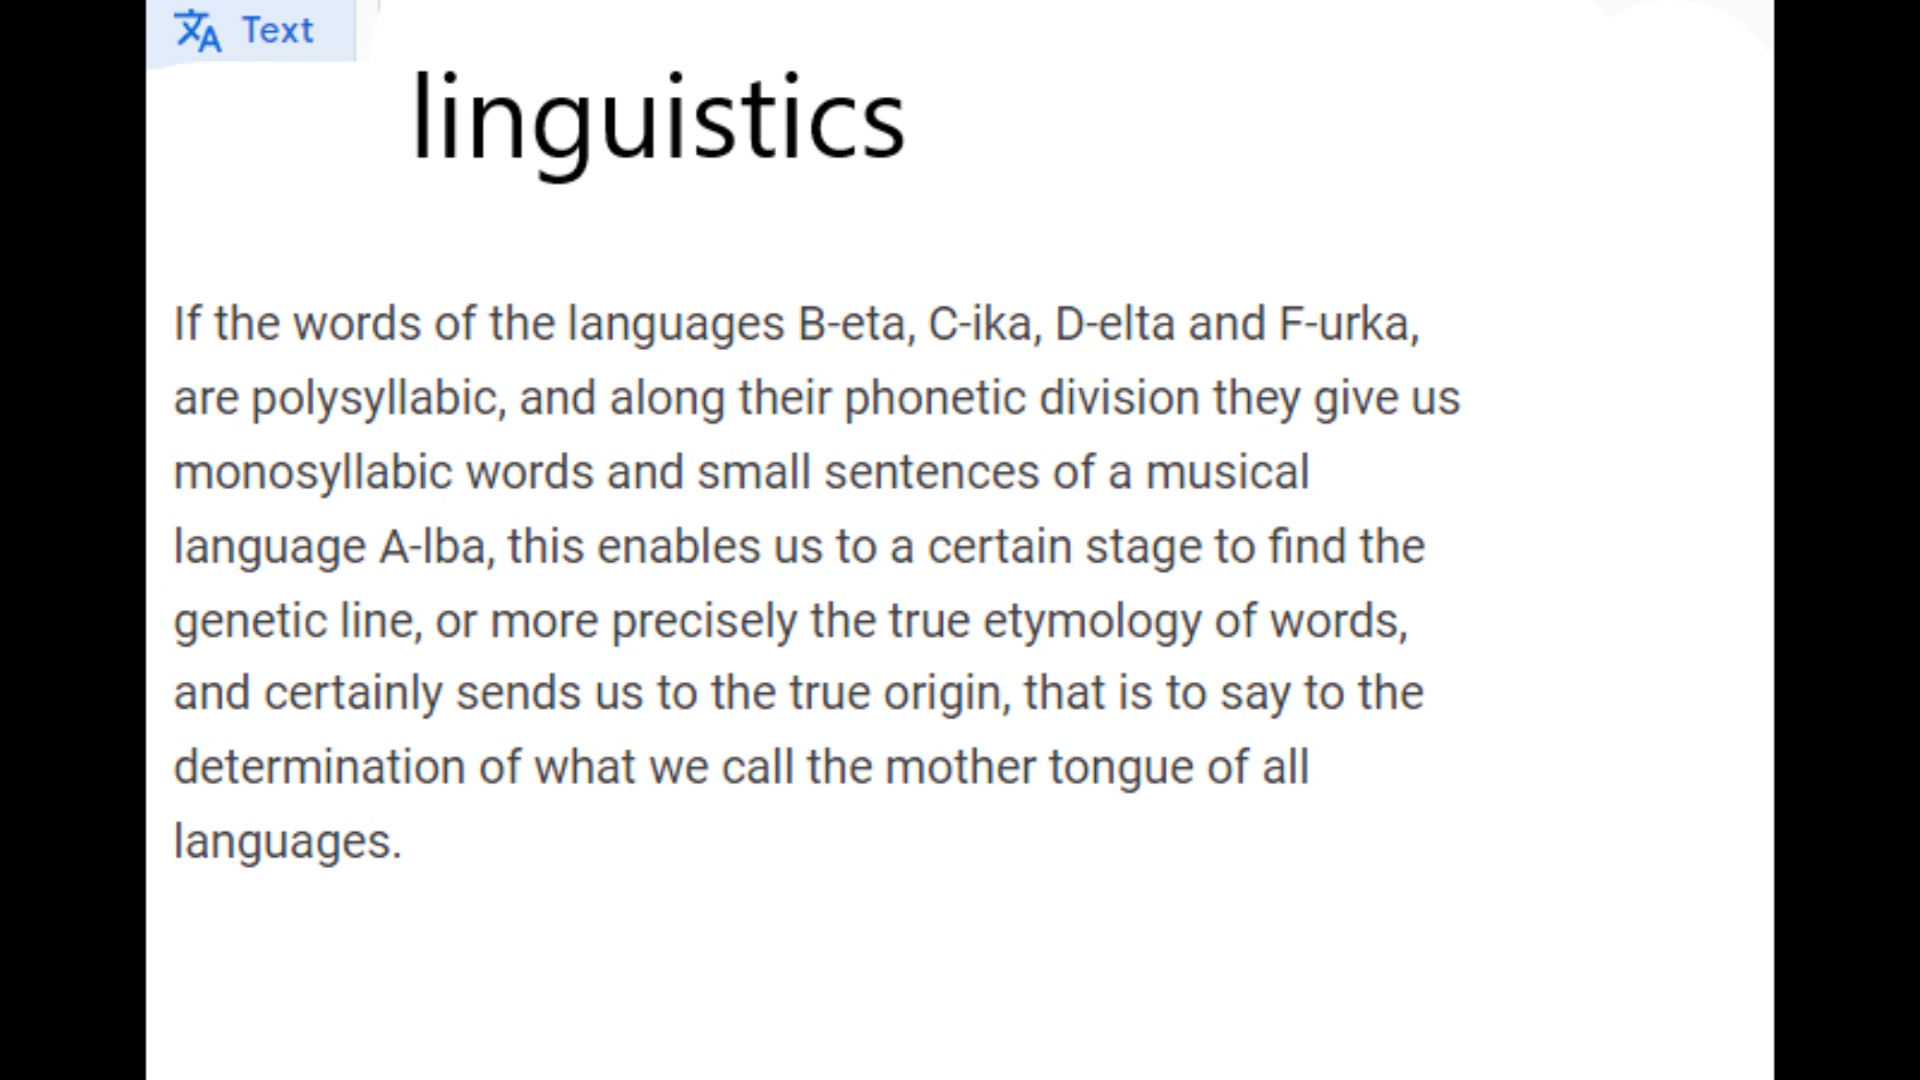 Text
linguistics
If the words of the languages B-eta, C-ika, D-elta and F-urka,
are polysyllabic, and along their phonetic division they give us
monosyllabic words and small sentences of a musical
language A-lba, this enables us to a certain stage to find the
genetic line, or more precisely the true etymology of words,
and certainly sends us to the true origin, that is to say to the
determination of what we call the mother tongue of all
languages.